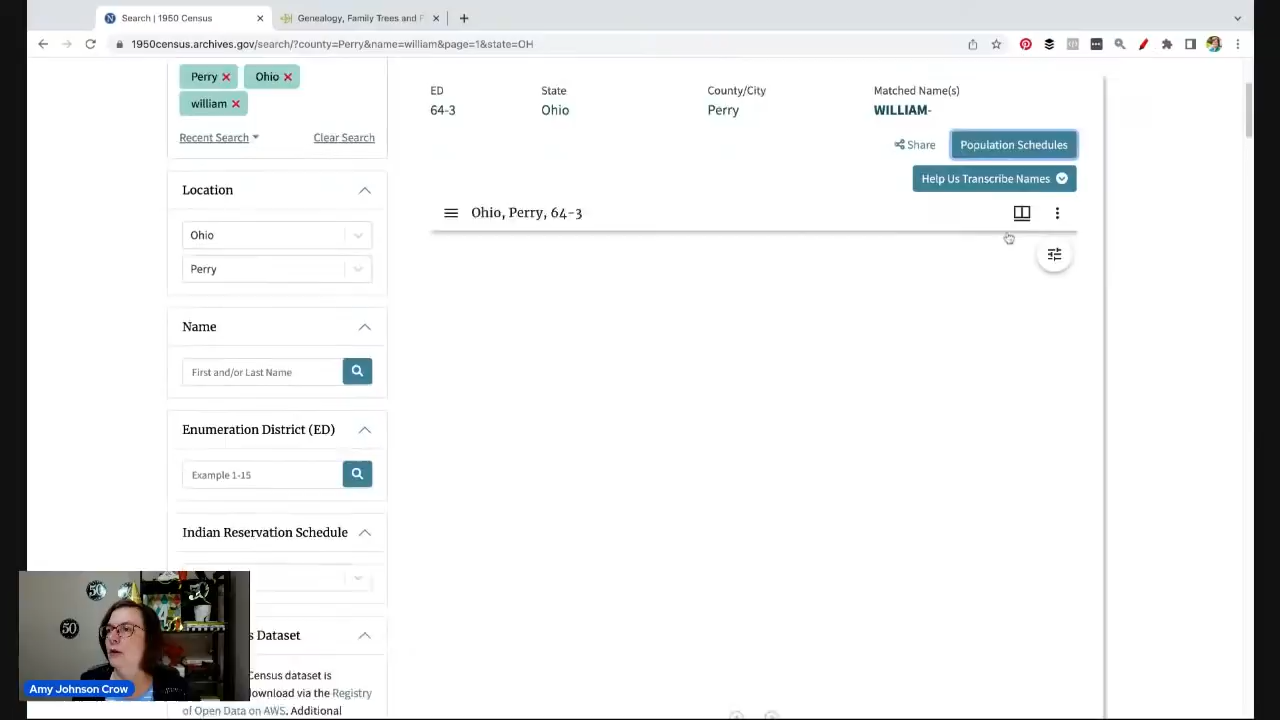 Search | 1950 Census
Genealogy, Family Trees and F
1950census.archives.gov/search/?county=Perry&name=william&page=1&state=OH
Perry
Ohio
william
Recent Search
Clear Search
Location
Ohio
Perry
Name
First and/or Last Name
Enumeration District (ED)
Example 1-15
Indian Reservation Schedule
s Dataset
Census dataset is
ownload via the Registry
of Open Data on AWS. Additional
ED
State
County/City
Matched Name(s)
64-3
Ohio
Perry
WILLIAM-
Share
Population Schedules
Help Us Transcribe Names
Ohio, Perry, 64-3
50
50
50
Amy Johnson Crow